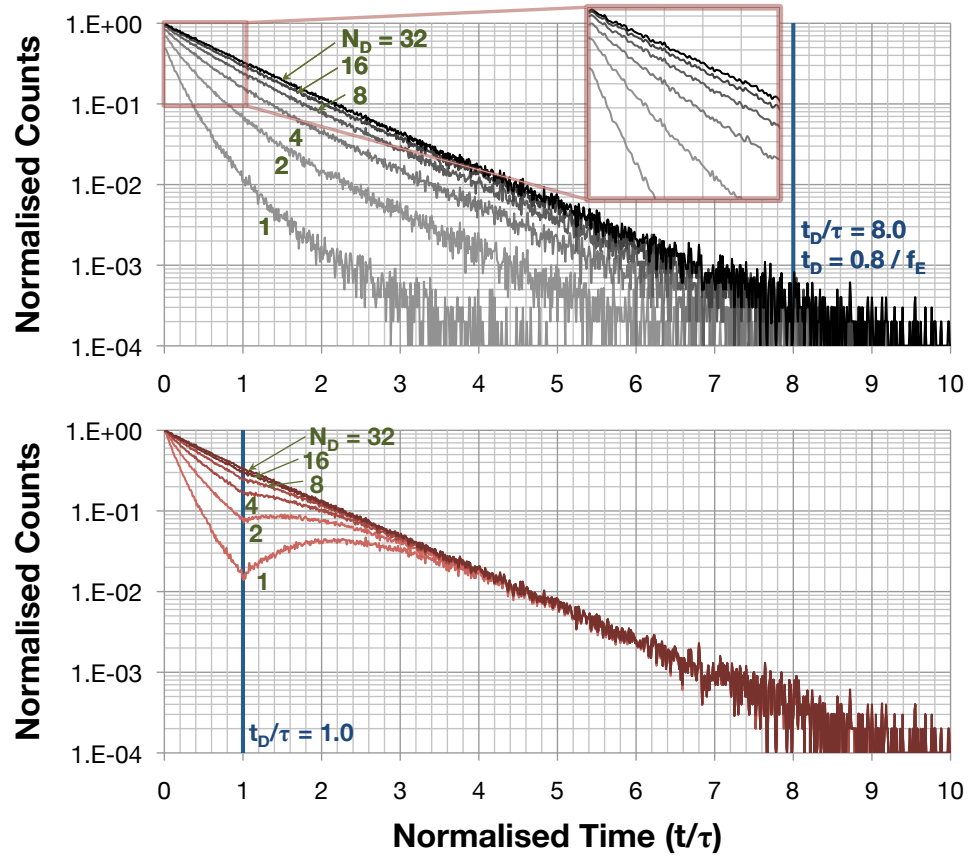 1.E+00
1.E-01
1.E-02
1.E-03
1.E-04
Normalised Counts
N_D = 32
16
8
4
2
1
t_D/τ = 8.0
t_D = 0.8 / f_E
0 1 2 3 4 5 6 7 8 9 10
1.E+00
1.E-01
1.E-02
1.E-03
1.E-04
Normalised Counts
N_D = 32
16
8
4
2
1
t_D/τ = 1.0
0 1 2 3 4 5 6 7 8 9 10
Normalised Time (t/τ)